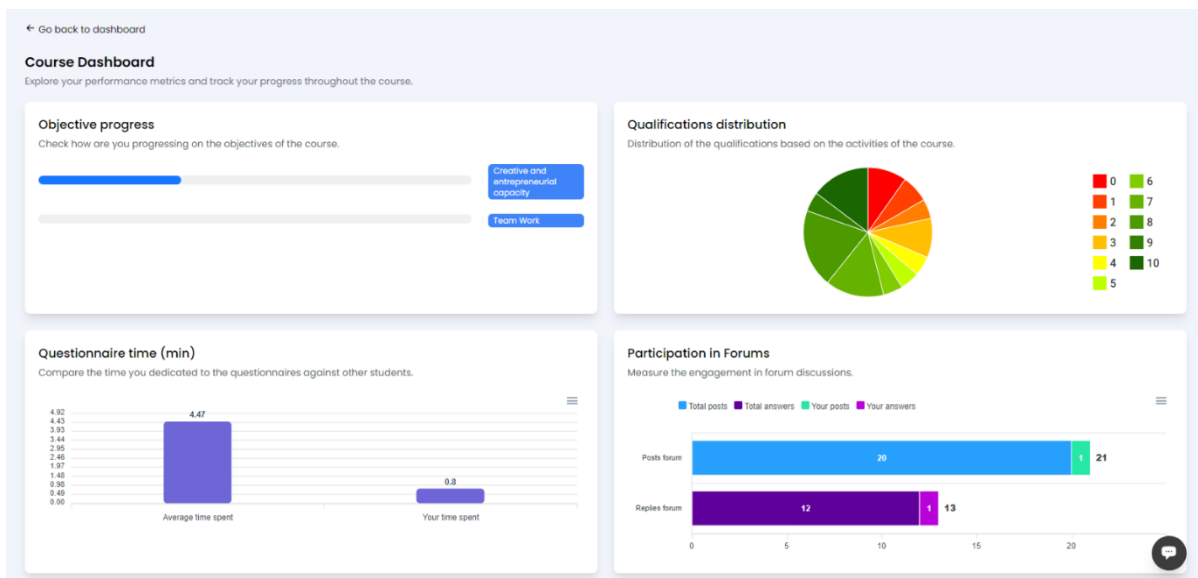 ← Go back to dashboard
Course Dashboard
Explore your performance metrics and track your progress throughout the course.
Objective progress
Check how are you progressing on the objectives of the course.
Creative and
entrepreneurial
capacity
Team Work
Qualifications distribution
Distribution of the qualifications based on the activities of the course.
0 6
1 7
2 8
3 9
4 10
5
Questionnaire time (min)
Compare the time you dedicated to the questionnaires against other students.
4.92
4.43
3.93
3.44
2.95
2.46
1.97
1.48
0.98
0.49
0.00
4.47
0.8
Average time spent Your time spent
Participation in Forums
Measure the engagement in forum discussions.
Total posts Total answers Your posts Your answers
Posts forum 20 1 21
Replies forum 12 1 13
0 5 10 15 20